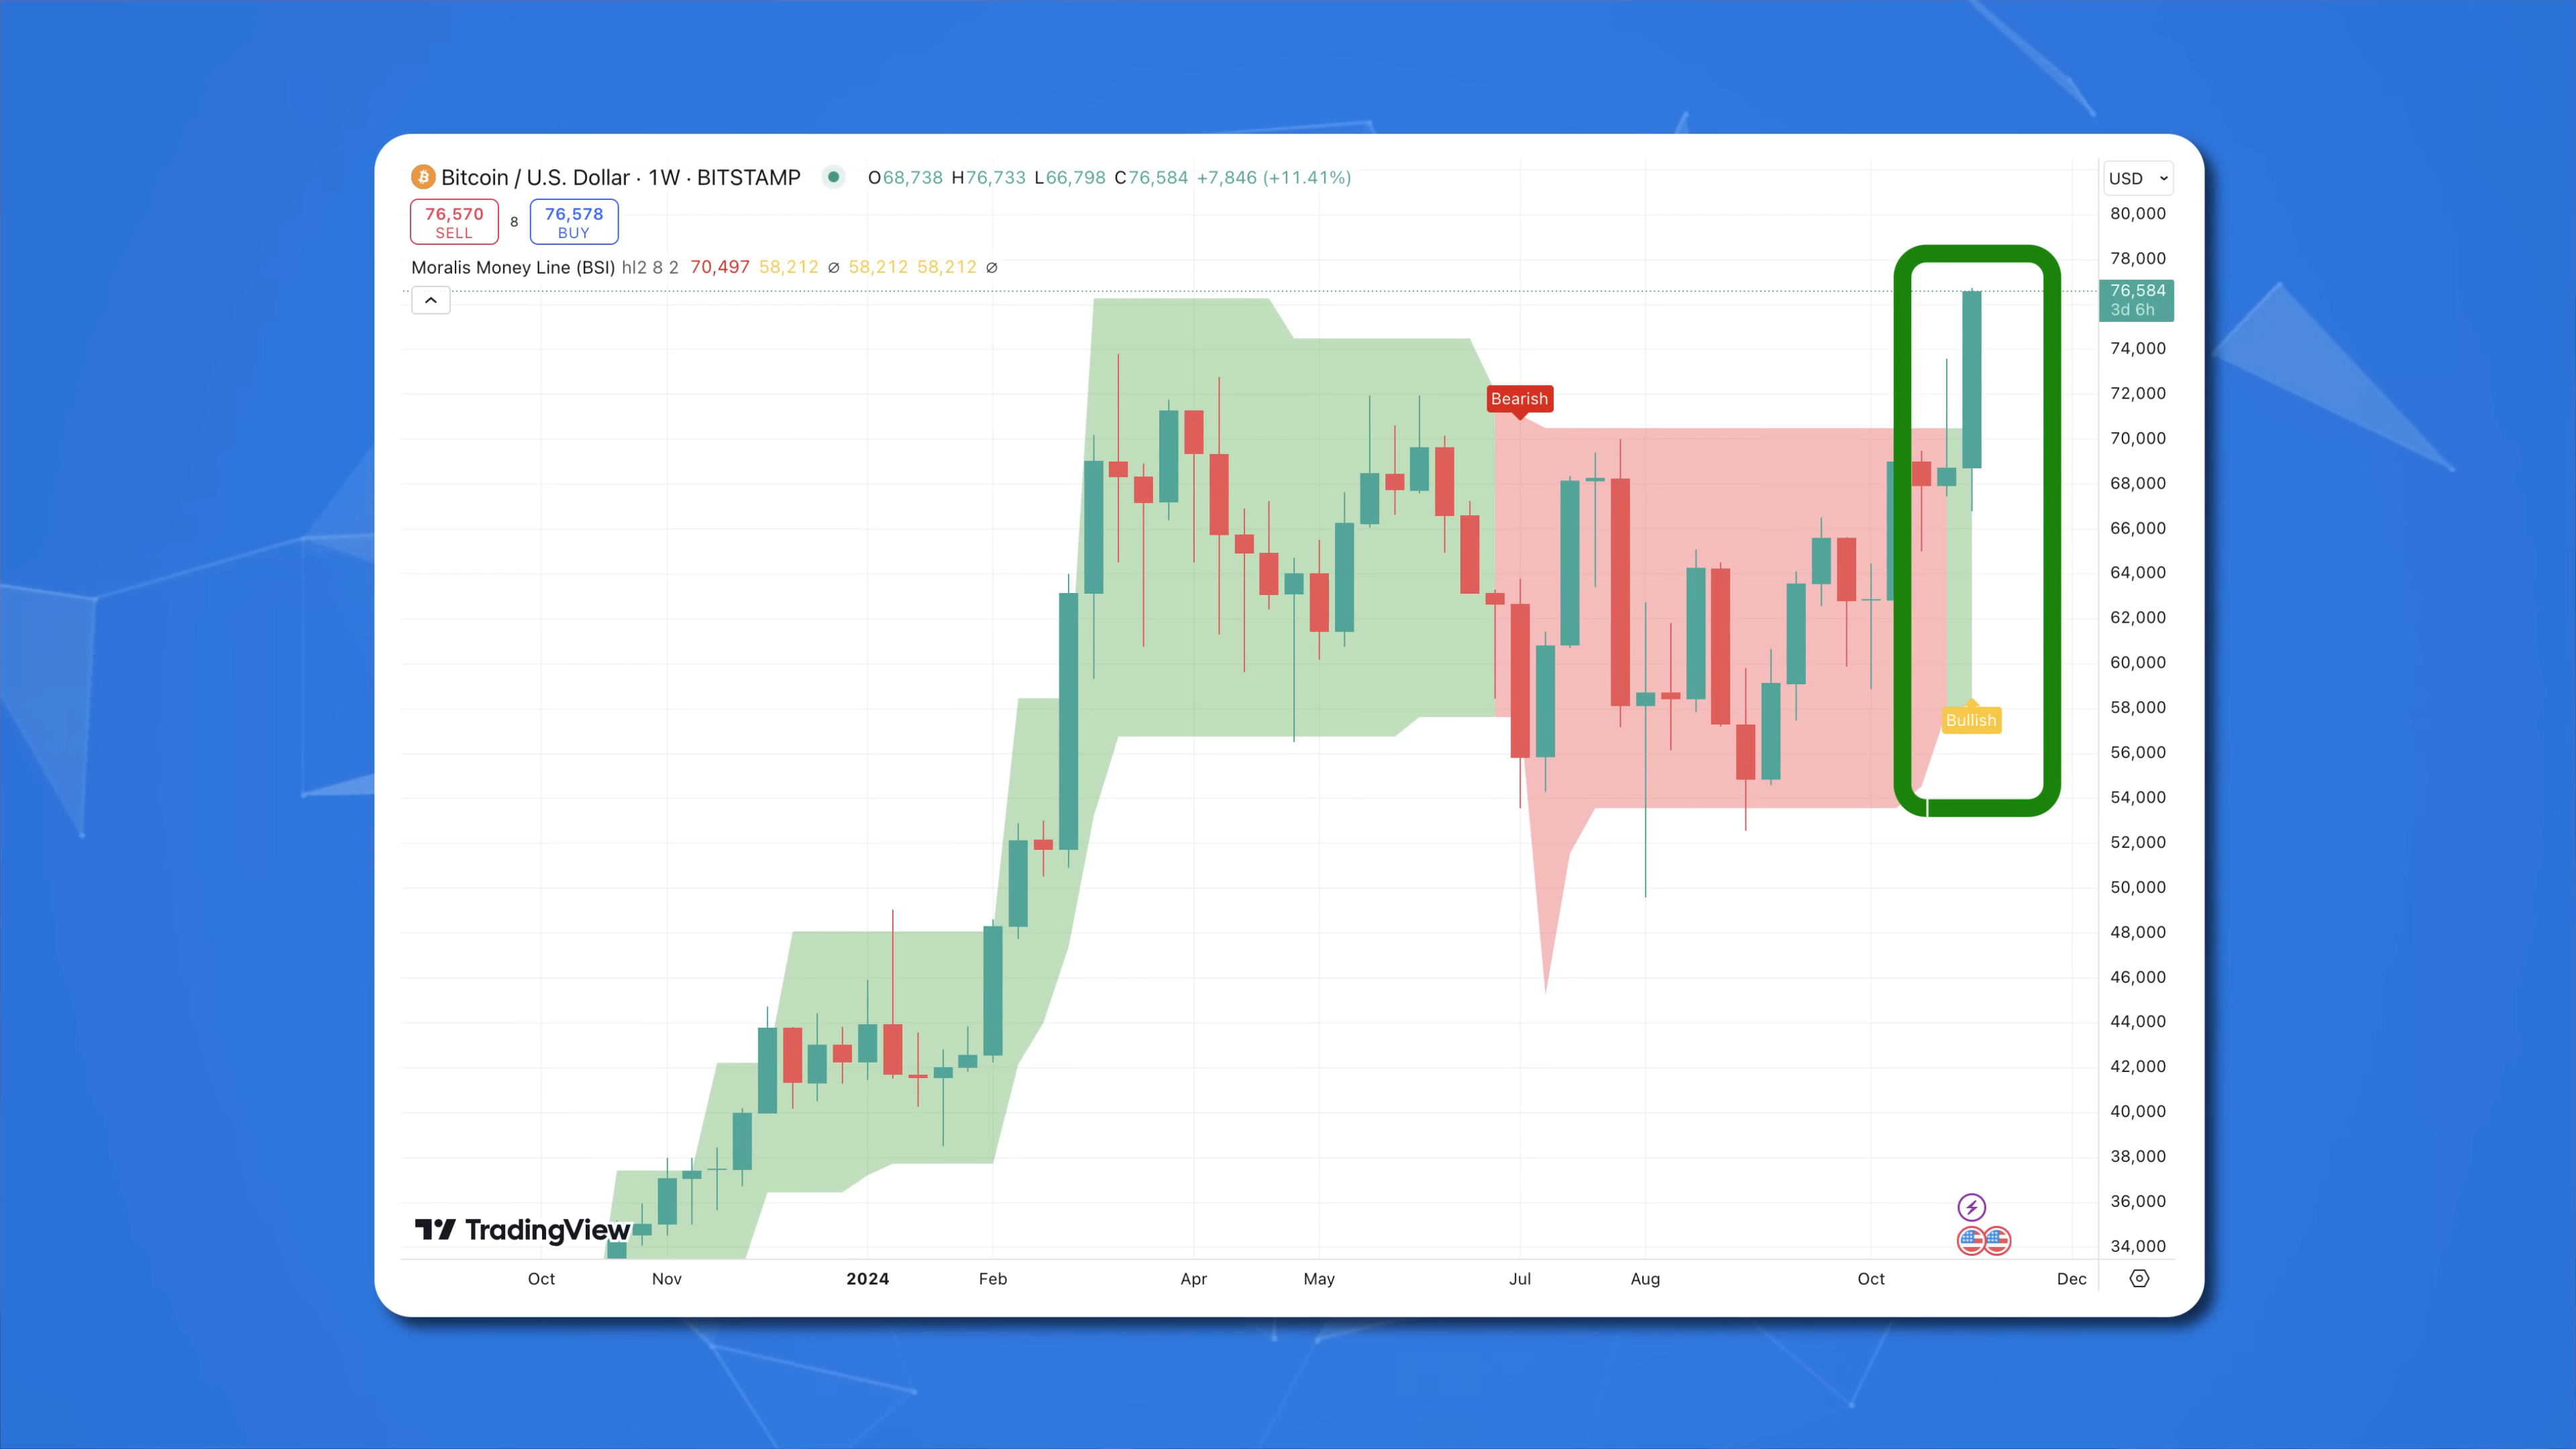 Bitcoin / U.S. Dollar · 1W · BITSTAMP O68,738 H76,733 L66,798 C76,584 +7,846 (+11.41%)
USD
76,570
SELL
8
76,578
BUY
Moralis Money Line (BSI) hl2 8 2 70,497 58,212 ∅ 58,212 58,212 ∅
80,000
78,000
76,584
3d 6h
74,000
72,000
70,000
68,000
66,000
64,000
62,000
60,000
58,000
56,000
54,000
52,000
50,000
48,000
46,000
44,000
42,000
40,000
38,000
36,000
34,000
Bearish
Bullish
TradingView
Oct Nov 2024 Feb Apr May Jul Aug Oct Dec